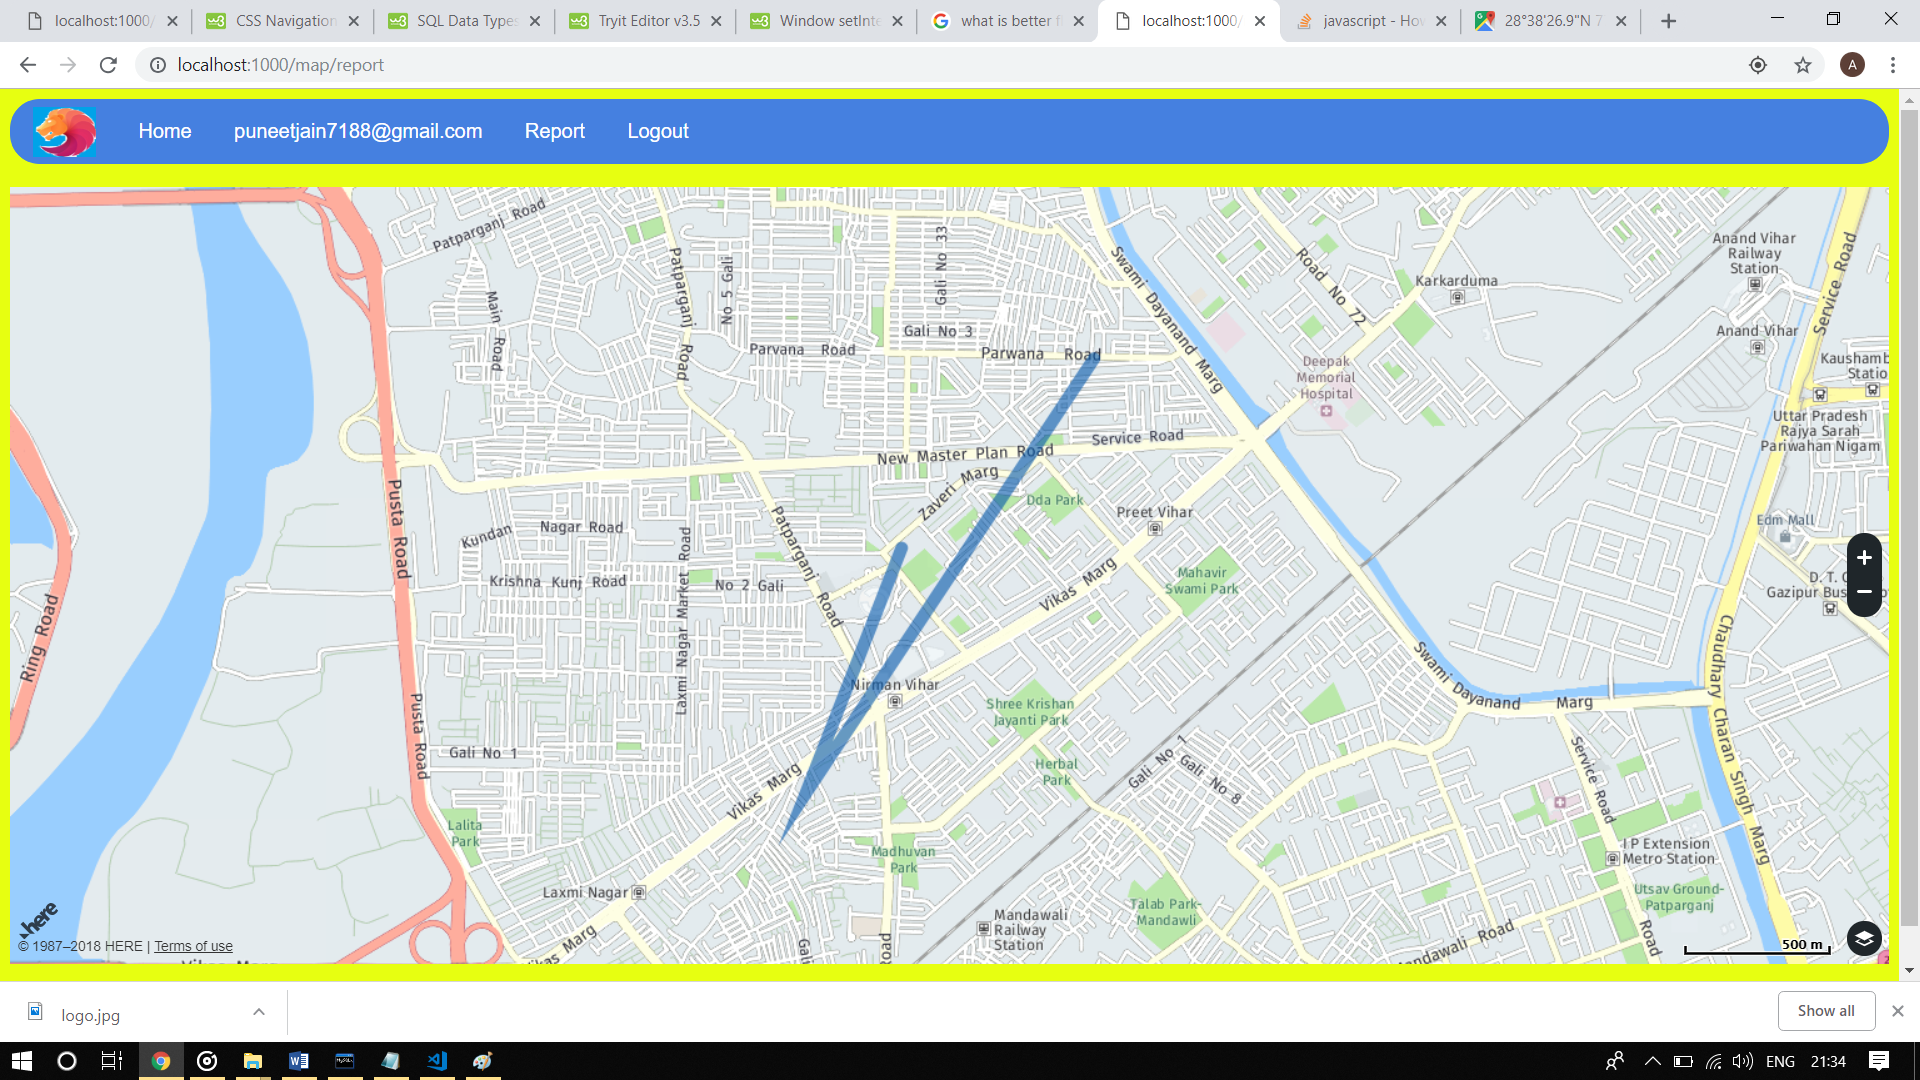 localhost:1000/
CSS Navigation
SQL Data Types
Tryit Editor v3.5
Window setInte
what is better f
localhost:1000/
javascript - Ho
28°38'26.9"N 7
localhost:1000/map/report
A
Home
puneetjain7188@gmail.com
Report
Logout
Patparganj Road
Main Road
Patparganj Road
No 5 Gali
Gali No 33
Gali No 3
Parvana Road
Parwana Road
Swami Dayanand Marg
Road No 72
Karkarduma
Anand Vihar
Railway
Station
Service Road
Anand Vihar
Kaushamb
Statio
Deepak
Memorial
Hospital
Uttar Pradesh
Rajya Sarah
Pariwahan Nigam
Service Road
New Master Plan Road
Zaveri Marg
Dda Park
Preet Vihar
Edm Mall
Pusta Road
Kundan
Nagar Road
Patparganj Road
Krishna Kunj Road
No 2 Gali
Laxmi Nagar Market Road
Vikas Marg
Mahavir
Swami Park
D. T. C
Gazipur Bus
Ring Road
Nirman Vihar
Shree Krishan
Jayanti Park
Swami Dayanand Marg
Chaudhary Charan Singh Marg
Pusta Road
Gali No 1
Vikas Marg
Herbal
Park
Gali No 1
Gali No 8
Service Road
Lalita
Park
Madhuvan
Park
I P Extension
Metro Station
Laxmi Nagar
Talab Park-
Mandawli
Utsav Ground-
Patparganj
Mandawali
Railway
Station
Road
Gali
Road
Vikas Marg
ndawali Road
here
© 1987–2018 HERE | Terms of use
Vikas Marg
500 m
logo.jpg
Show all
ENG
21:34